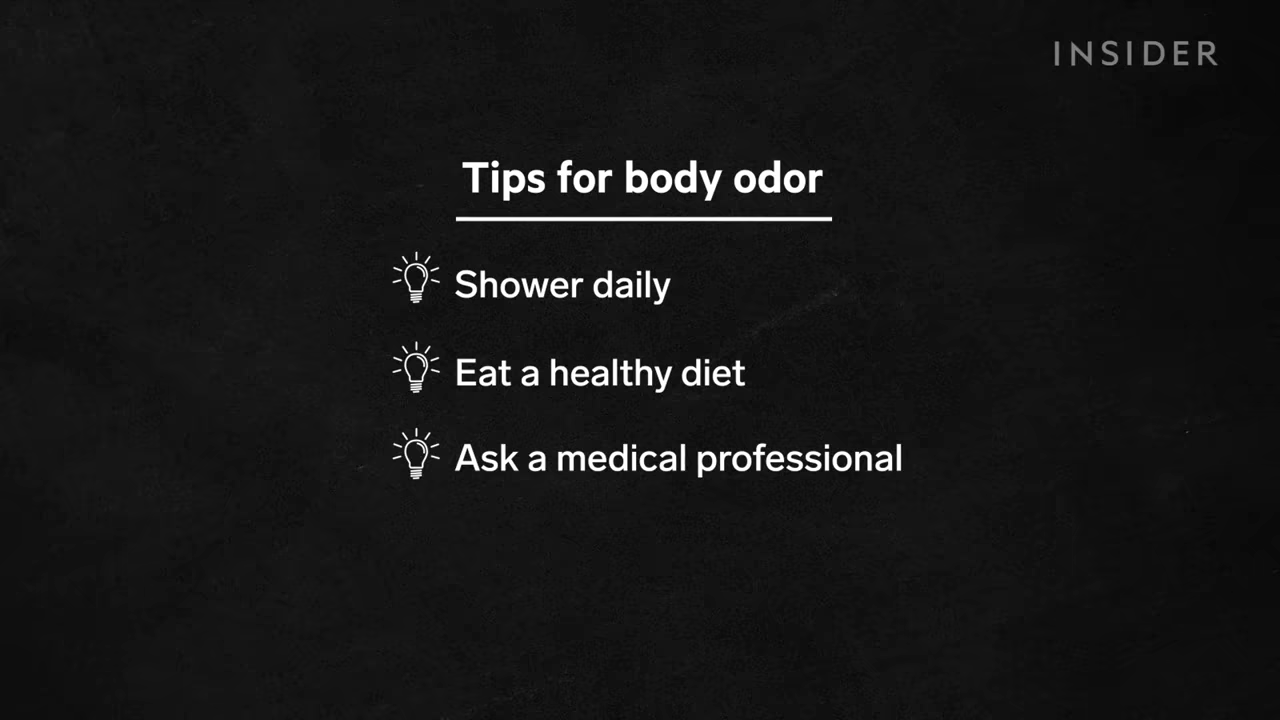 INSIDER
Tips for body odor
Shower daily
Eat a healthy diet
Ask a medical professional